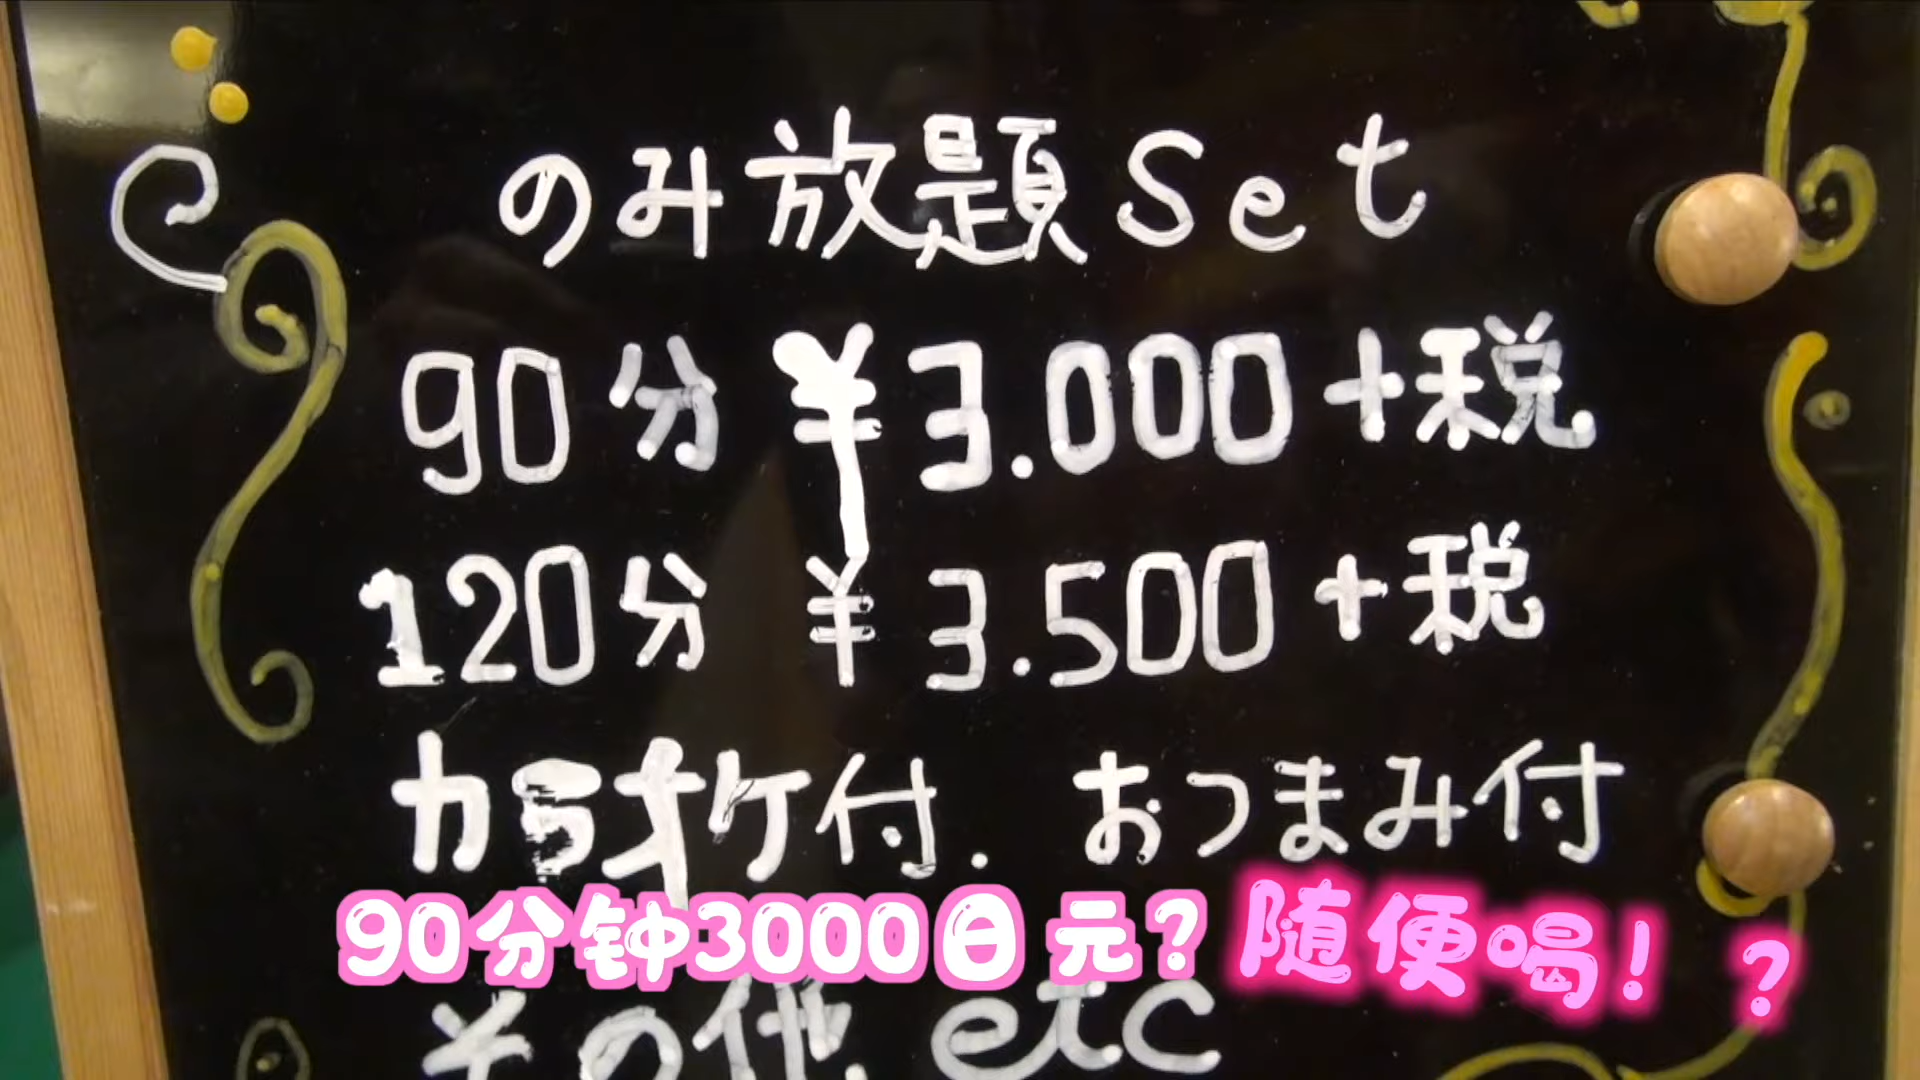 のみ放題Set
90分 ¥3.000+税
120分 ¥3.500+税
カラオケ付. おつまみ付
90分钟3000日元?随便喝!?
その他 etc